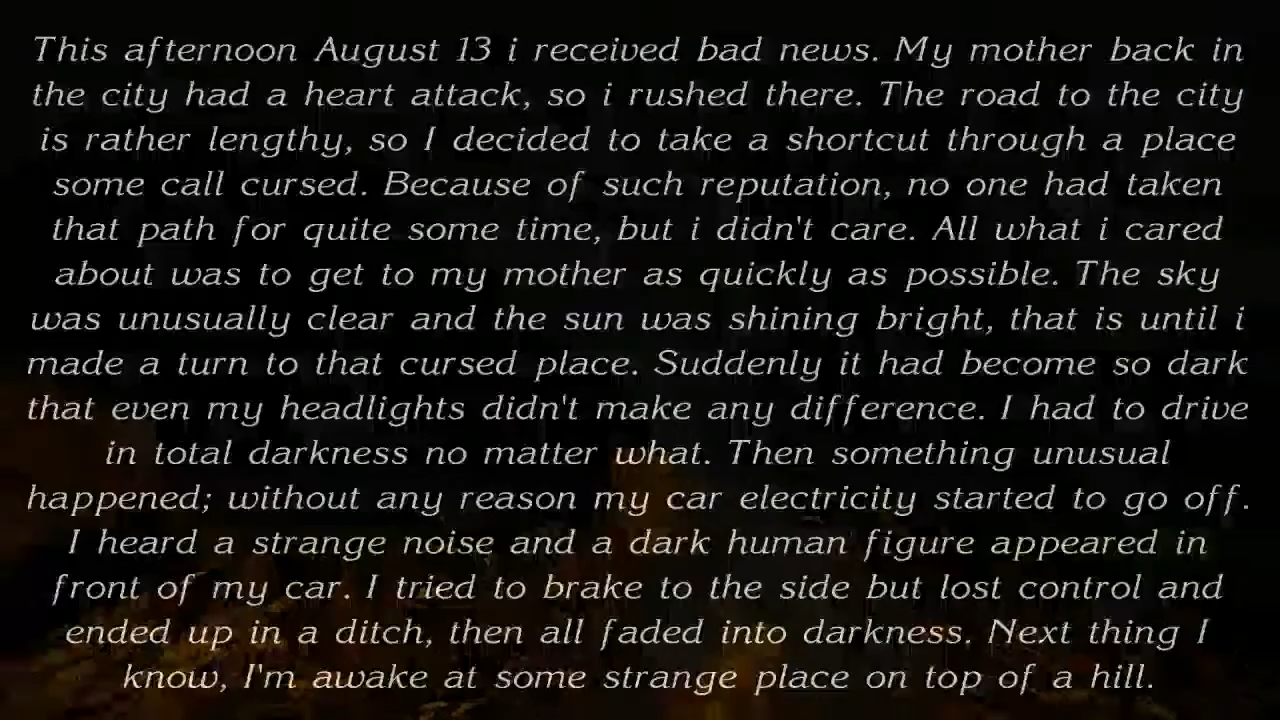 This afternoon August 13 i received bad news. My mother back in
the city had a heart attack, so i rushed there. The road to the city
is rather lengthy, so I decided to take a shortcut through a place
some call cursed. Because of such reputation, no one had taken
that path for quite some time, but i didn't care. All what i cared
about was to get to my mother as quickly as possible. The sky
was unusually clear and the sun was shining bright, that is until i
made a turn to that cursed place. Suddenly it had become so dark
that even my headlights didn't make any difference. I had to drive
in total darkness no matter what. Then something unusual
happened; without any reason my car electricity started to go off.
I heard a strange noise and a dark human figure appeared in
front of my car. I tried to brake to the side but lost control and
ended up in a ditch, then all faded into darkness. Next thing I
know, I'm awake at some strange place on top of a hill.